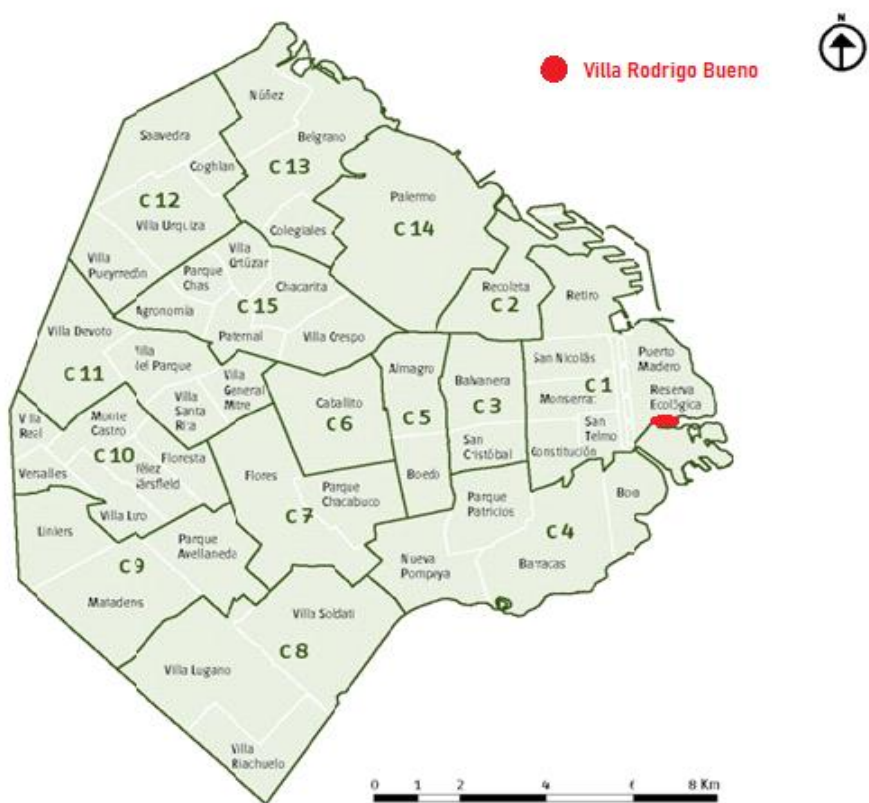 N
Villa Rodrigo Bueno
Núñez
Saavedra
Belgrano
Coghlan
C 13
C 12
Palermo
Villa Urquiza
Colegiales
C 14
Villa
Pueyrredón
Villa
Ortúzar
Parque
Chas
Chacarita
Recoleta
C 2
Retiro
Agronomía
C 15
Villa Devoto
Paternal
Villa Crespo
San Nicolás
Puerto
Madero
Villa
del Parque
Almagro
C 11
Villa
General
Mitre
Balvanera
C 1
Reserva
Ecológica
Villa
Santa
Rita
Caballito
C 6
C 5
C 3
Monserrat
San
Telmo
Villa
Real
Monte
Castro
C 10
Floresta
San
Cristóbal
Constitución
Versalles
Vélez
Sársfield
Flores
Boedo
Parque
Chacabuco
Parque
Patricios
Boca
Villa Luro
C 7
C 4
Liniers
Parque
Avellaneda
Nueva
Pompeya
Barracas
C 9
Mataderos
Villa Soldati
C 8
Villa Lugano
Villa
Riachuelo
0 1 2 4 6 8 Km